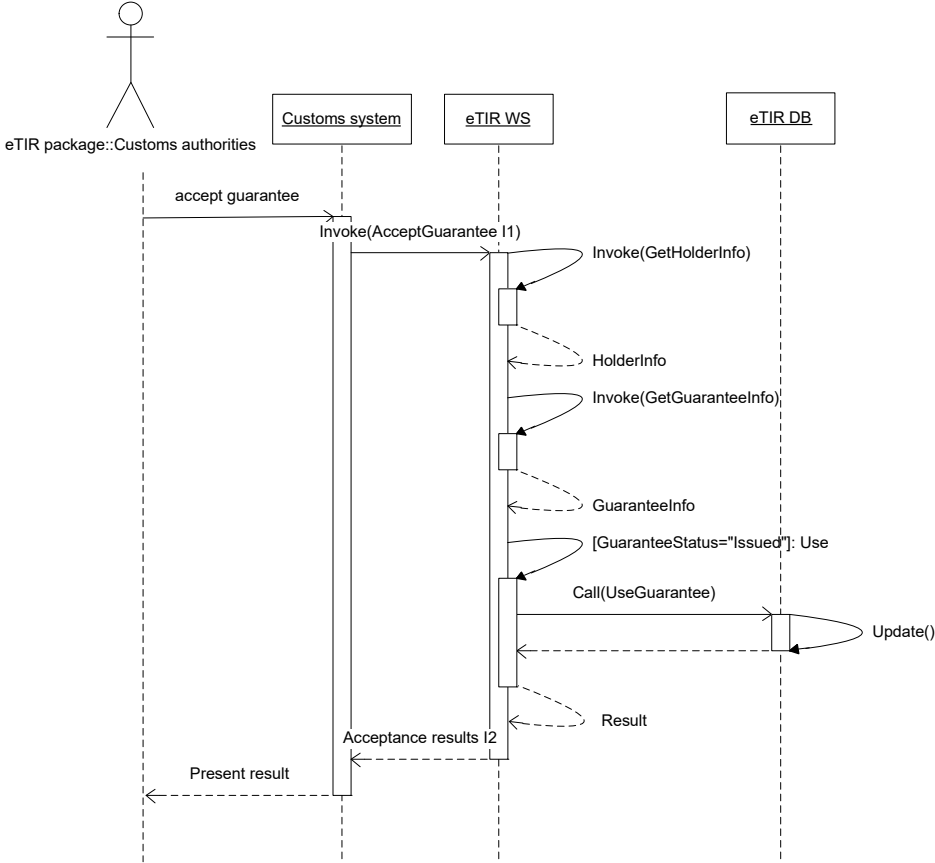 Customs system
eTIR WS
eTIR DB
eTIR package::Customs authorities
accept guarantee
Invoke(AcceptGuarantee I1)
Invoke(GetHolderInfo)
HolderInfo
Invoke(GetGuaranteeInfo)
GuaranteeInfo
[GuaranteeStatus="Issued"]: Use
Call(UseGuarantee)
Update()
Result
Acceptance results I2
Present result